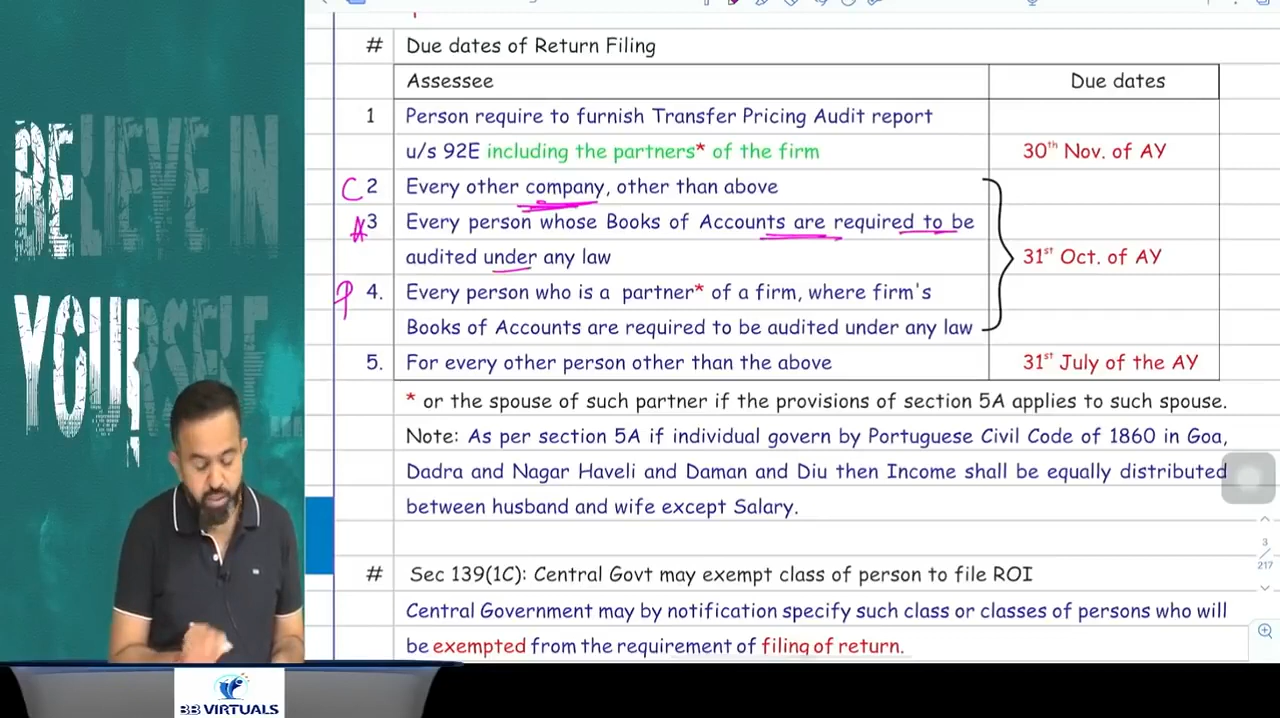 BELIEVE IN
YOURSELF...
# Due dates of Return Filing
Assessee Due dates
1 Person require to furnish Transfer Pricing Audit report
u/s 92E including the partners* of the firm 30th Nov. of AY
C 2 Every other company, other than above
A 3 Every person whose Books of Accounts are required to be
audited under any law 31st Oct. of AY
P 4. Every person who is a partner* of a firm, where firm's
Books of Accounts are required to be audited under any law
5. For every other person other than the above 31st July of the AY
* or the spouse of such partner if the provisions of section 5A applies to such spouse.
Note: As per section 5A if individual govern by Portuguese Civil Code of 1860 in Goa,
Dadra and Nagar Haveli and Daman and Diu then Income shall be equally distributed
between husband and wife except Salary.
# Sec 139(1C): Central Govt may exempt class of person to file ROI
Central Government may by notification specify such class or classes of persons who will
be exempted from the requirement of filing of return.
3
/
217
BB VIRTUALS